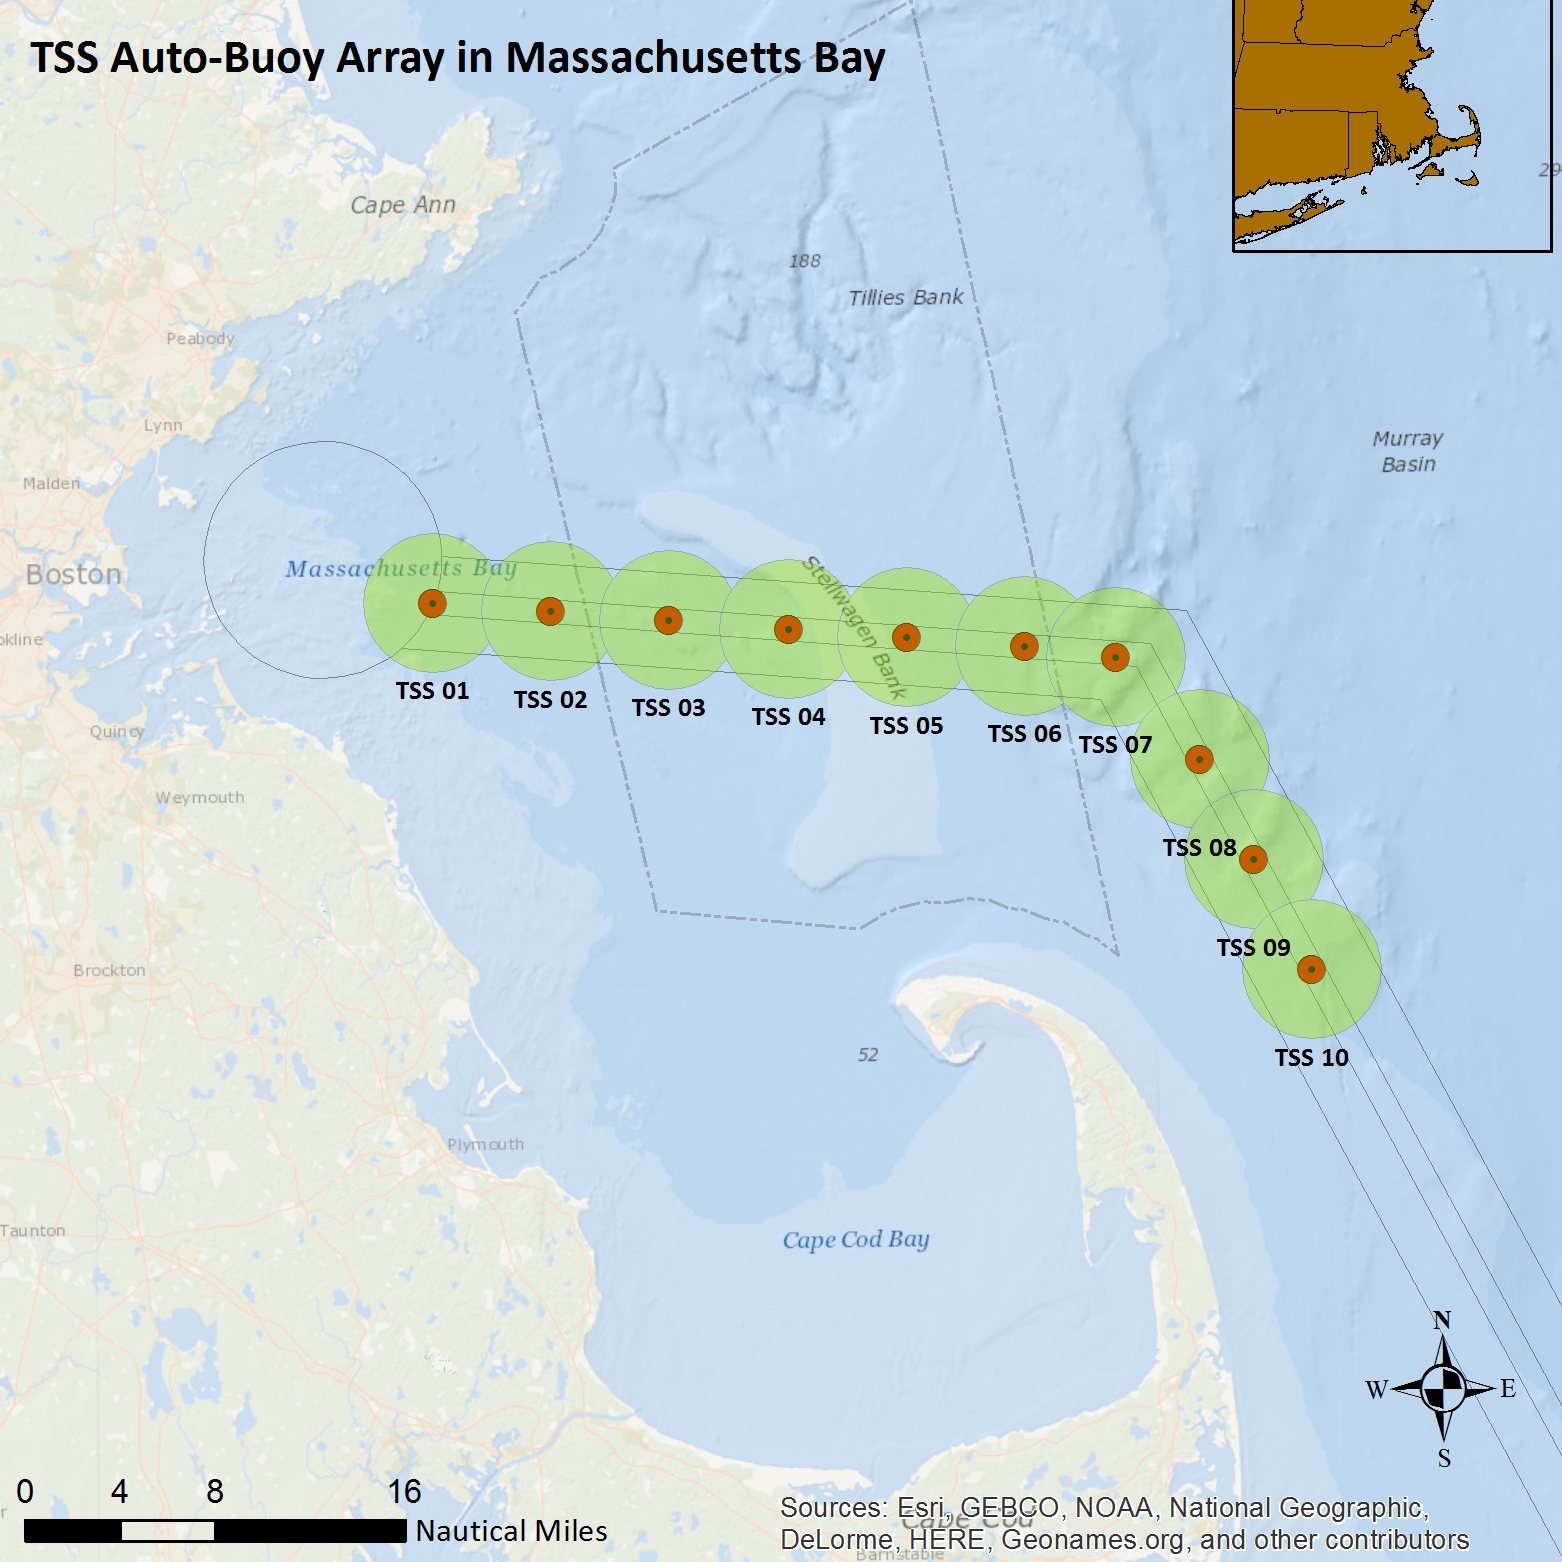 TSS Auto-Buoy Array in Massachusetts Bay
Cape Ann
188
Tillies Bank
29
Peabody
Lynn
Murray
Basin
Malden
Boston
Massachusetts Bay
Stellwagen Bank
okline
TSS 01
TSS 02
TSS 03
TSS 04
TSS 05
TSS 06
TSS 07
Quincy
Weymouth
TSS 08
TSS 09
Brockton
52
TSS 10
Plymouth
Taunton
Cape Cod Bay
N
W
E
S
0 4 8 16
Nautical Miles
Cape Cod
Sources: Esri, GEBCO, NOAA, National Geographic,
DeLorme, HERE, Geonames.org, and other contributors
Barnstable